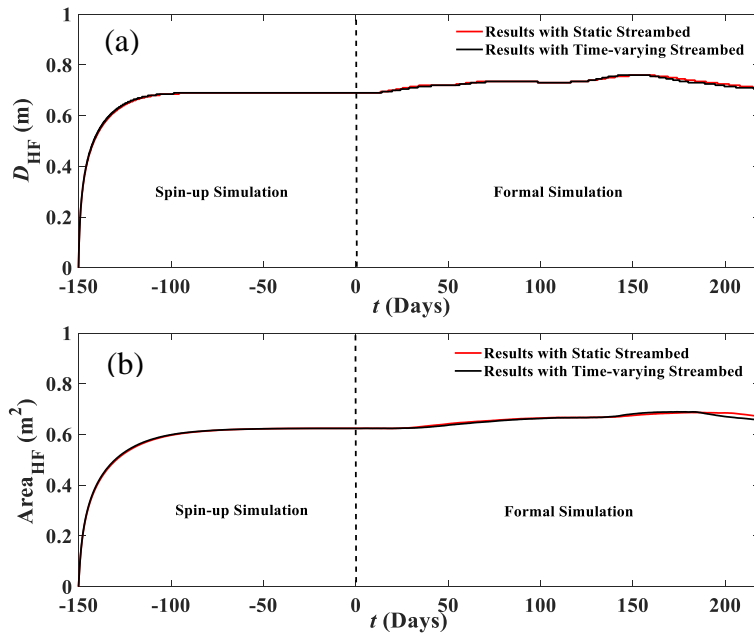 (a)
Results with Static Streambed
Results with Time-varying Streambed
1
0.8
0.6
0.4
0.2
0
D_HF (m)
Spin-up Simulation
Formal Simulation
-150 -100 -50 0 50 100 150 200
t (Days)
(b)
Results with Static Streambed
Results with Time-varying Streambed
1
0.8
0.6
0.4
0.2
0
Area_HF (m²)
Spin-up Simulation
Formal Simulation
-150 -100 -50 0 50 100 150 200
t (Days)